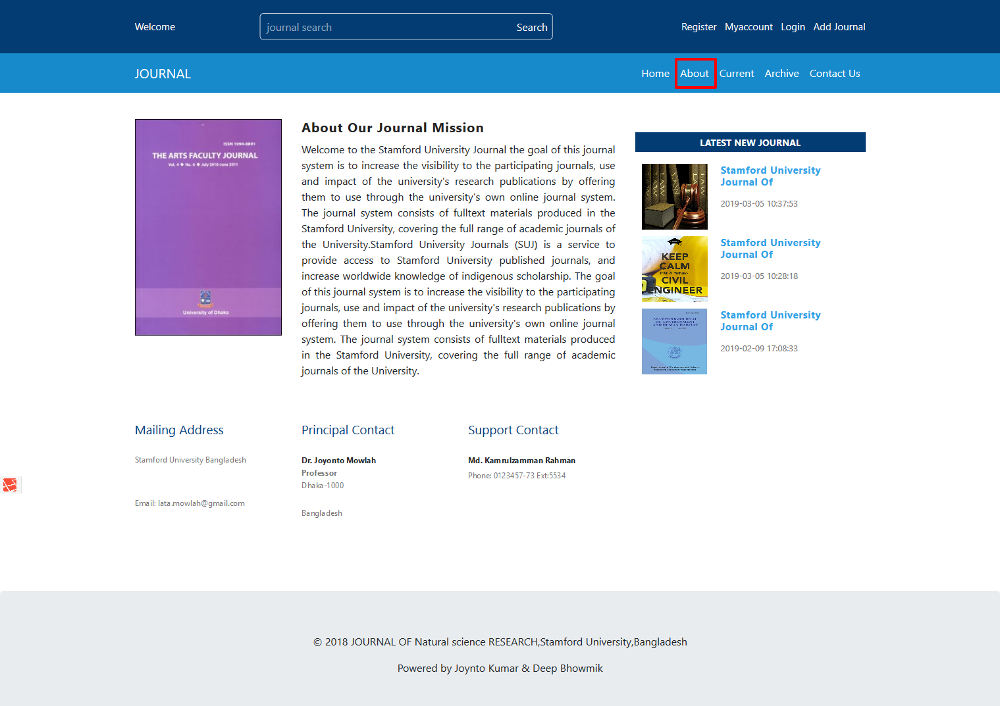 Welcome
journal search
Search
Register Myaccount Login Add Journal
JOURNAL
Home About Current Archive Contact Us
ISSN 1994-8891
THE ARTS FACULTY JOURNAL
Vol. 4 ◆ No. 6 ◆ July 2010-June 2011
University of Dhaka
About Our Journal Mission
Welcome to the Stamford University Journal the goal of this journal
system is to increase the visibility to the participating journals, use
and impact of the university's research publications by offering
them to use through the university's own online journal system.
The journal system consists of fulltext materials produced in the
Stamford University, covering the full range of academic journals of
the University.Stamford University Journals (SUJ) is a service to
provide access to Stamford University published journals, and
increase worldwide knowledge of indigenous scholarship. The goal
of this journal system is to increase the visibility to the participating
journals, use and impact of the university's research publications by
offering them to use through the university's own online journal
system. The journal system consists of fulltext materials produced
in the Stamford University, covering the full range of academic
journals of the University.
LATEST NEW JOURNAL
LAW LAW LAW LAW
Stamford University
Journal Of
2019-03-05 10:37:53
KEEP
CALM
I'M A future
CIVIL
ENGINEER
Stamford University
Journal Of
2019-03-05 10:28:18
STAMFORD JOURNAL
OF ENVIRONMENT
AND HUMAN HABITAT
Stamford University
Journal Of
2019-02-09 17:08:33
Mailing Address
Stamford University Bangladesh
Email: lata.mowlah@gmail.com
Principal Contact
Dr. Joyonto Mowlah
Professor
Dhaka-1000
Bangladesh
Support Contact
Md. Kamrulzamman Rahman
Phone: 0123457-73 Ext:5534
© 2018 JOURNAL OF Natural science RESEARCH,Stamford University,Bangladesh
Powered by Joynto Kumar & Deep Bhowmik